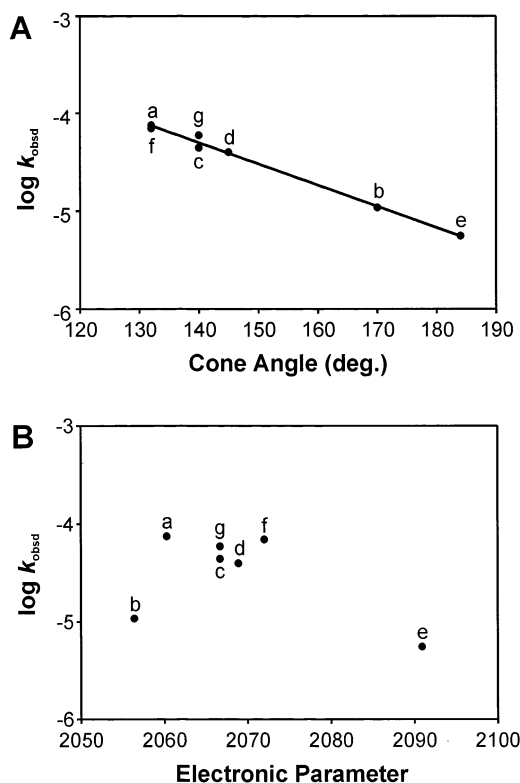 A
-3
-4
-5
-6
log kobsd
a
f
g
c
d
b
e
120 130 140 150 160 170 180 190
Cone Angle (deg.)
B
-3
-4
-5
-6
log kobsd
b
a
g
c
d
f
e
2050 2060 2070 2080 2090 2100
Electronic Parameter